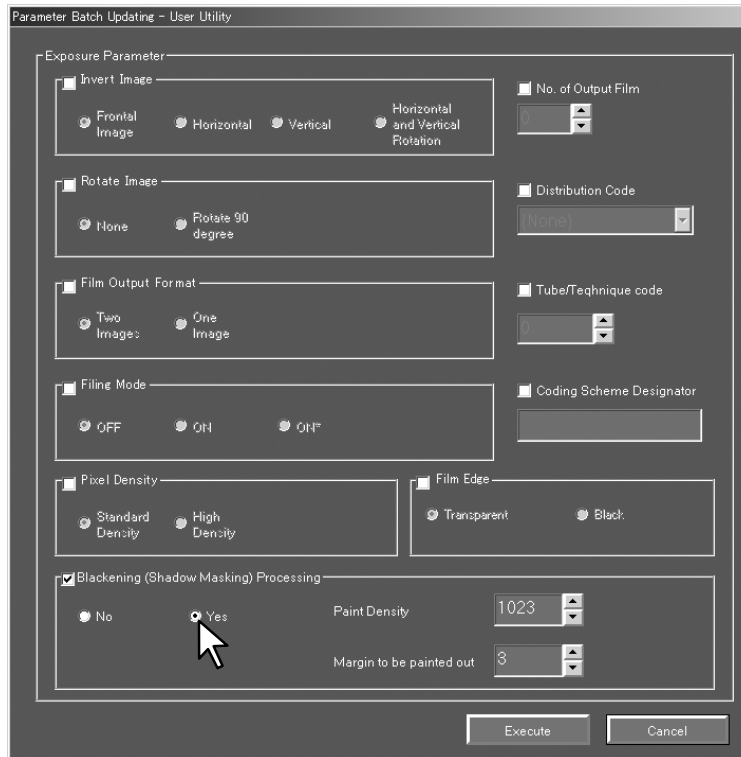 Parameter Batch Updating - User Utility
Exposure Parameter
Invert Image
Frontal
Image
Horizontal
Vertical
Horizontal
and Vertical
Rotation
No. of Output Film
0
Rotate Image
None
Rotate 90
degree
Distribution Code
(None)
Film Output Format
Two
Images
One
Image
Tube/Teqhnique code
0
Filing Mode
OFF
ON
ON*
Coding Scheme Designator
Pixel Density
Standard
Density
High
Density
Film Edge
Transparent
Black
Blackening (Shadow Masking) Processing
No
Yes
Paint Density
1023
Margin to be painted out
3
Execute
Cancel